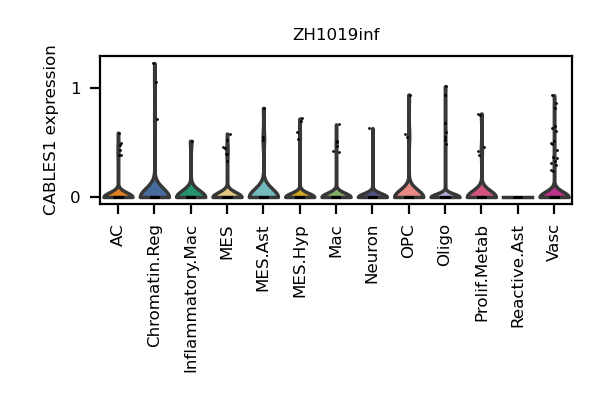 ZH1019inf
CABLES1 expression
1
0
AC
Chromatin.Reg
Inflammatory.Mac
MES
MES.Ast
MES.Hyp
Mac
Neuron
OPC
Oligo
Prolif.Metab
Reactive.Ast
Vasc